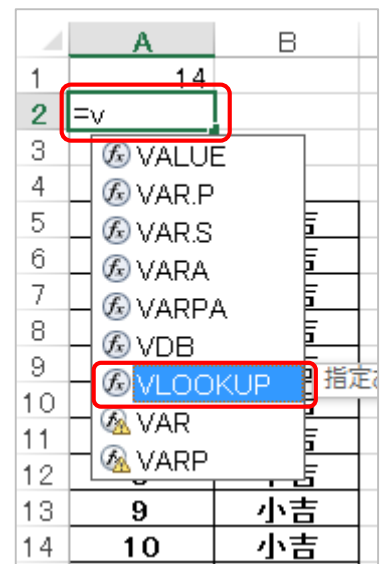 A B
1 14
2 =v
3 VALUE
4 VAR.P
5 VAR.S
6 VARA
7 VARPA
8 VDB
9 VLOOKUP 指定
10 VAR
11 VARP
12
13 9 小吉
14 10 小吉